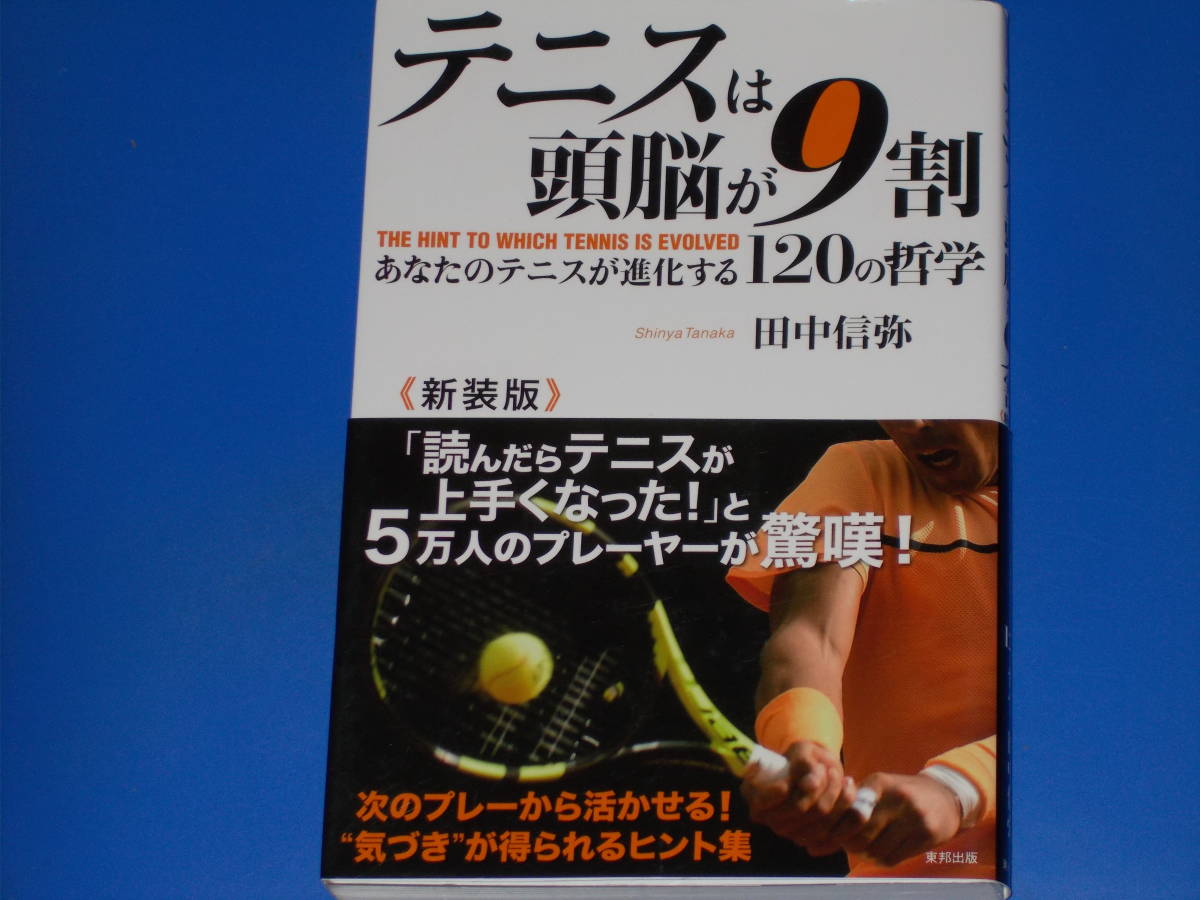 テニスは
頭脳が9割
THE HINT TO WHICH TENNIS IS EVOLVED
あなたのテニスが進化する120の哲学
Shinya Tanaka 田中信弥
《新装版》
「読んだらテニスが
上手くなった!」と
5万人のプレーヤーが驚嘆!
次のプレーから活かせる!
“気づき”が得られるヒント集
東邦出版